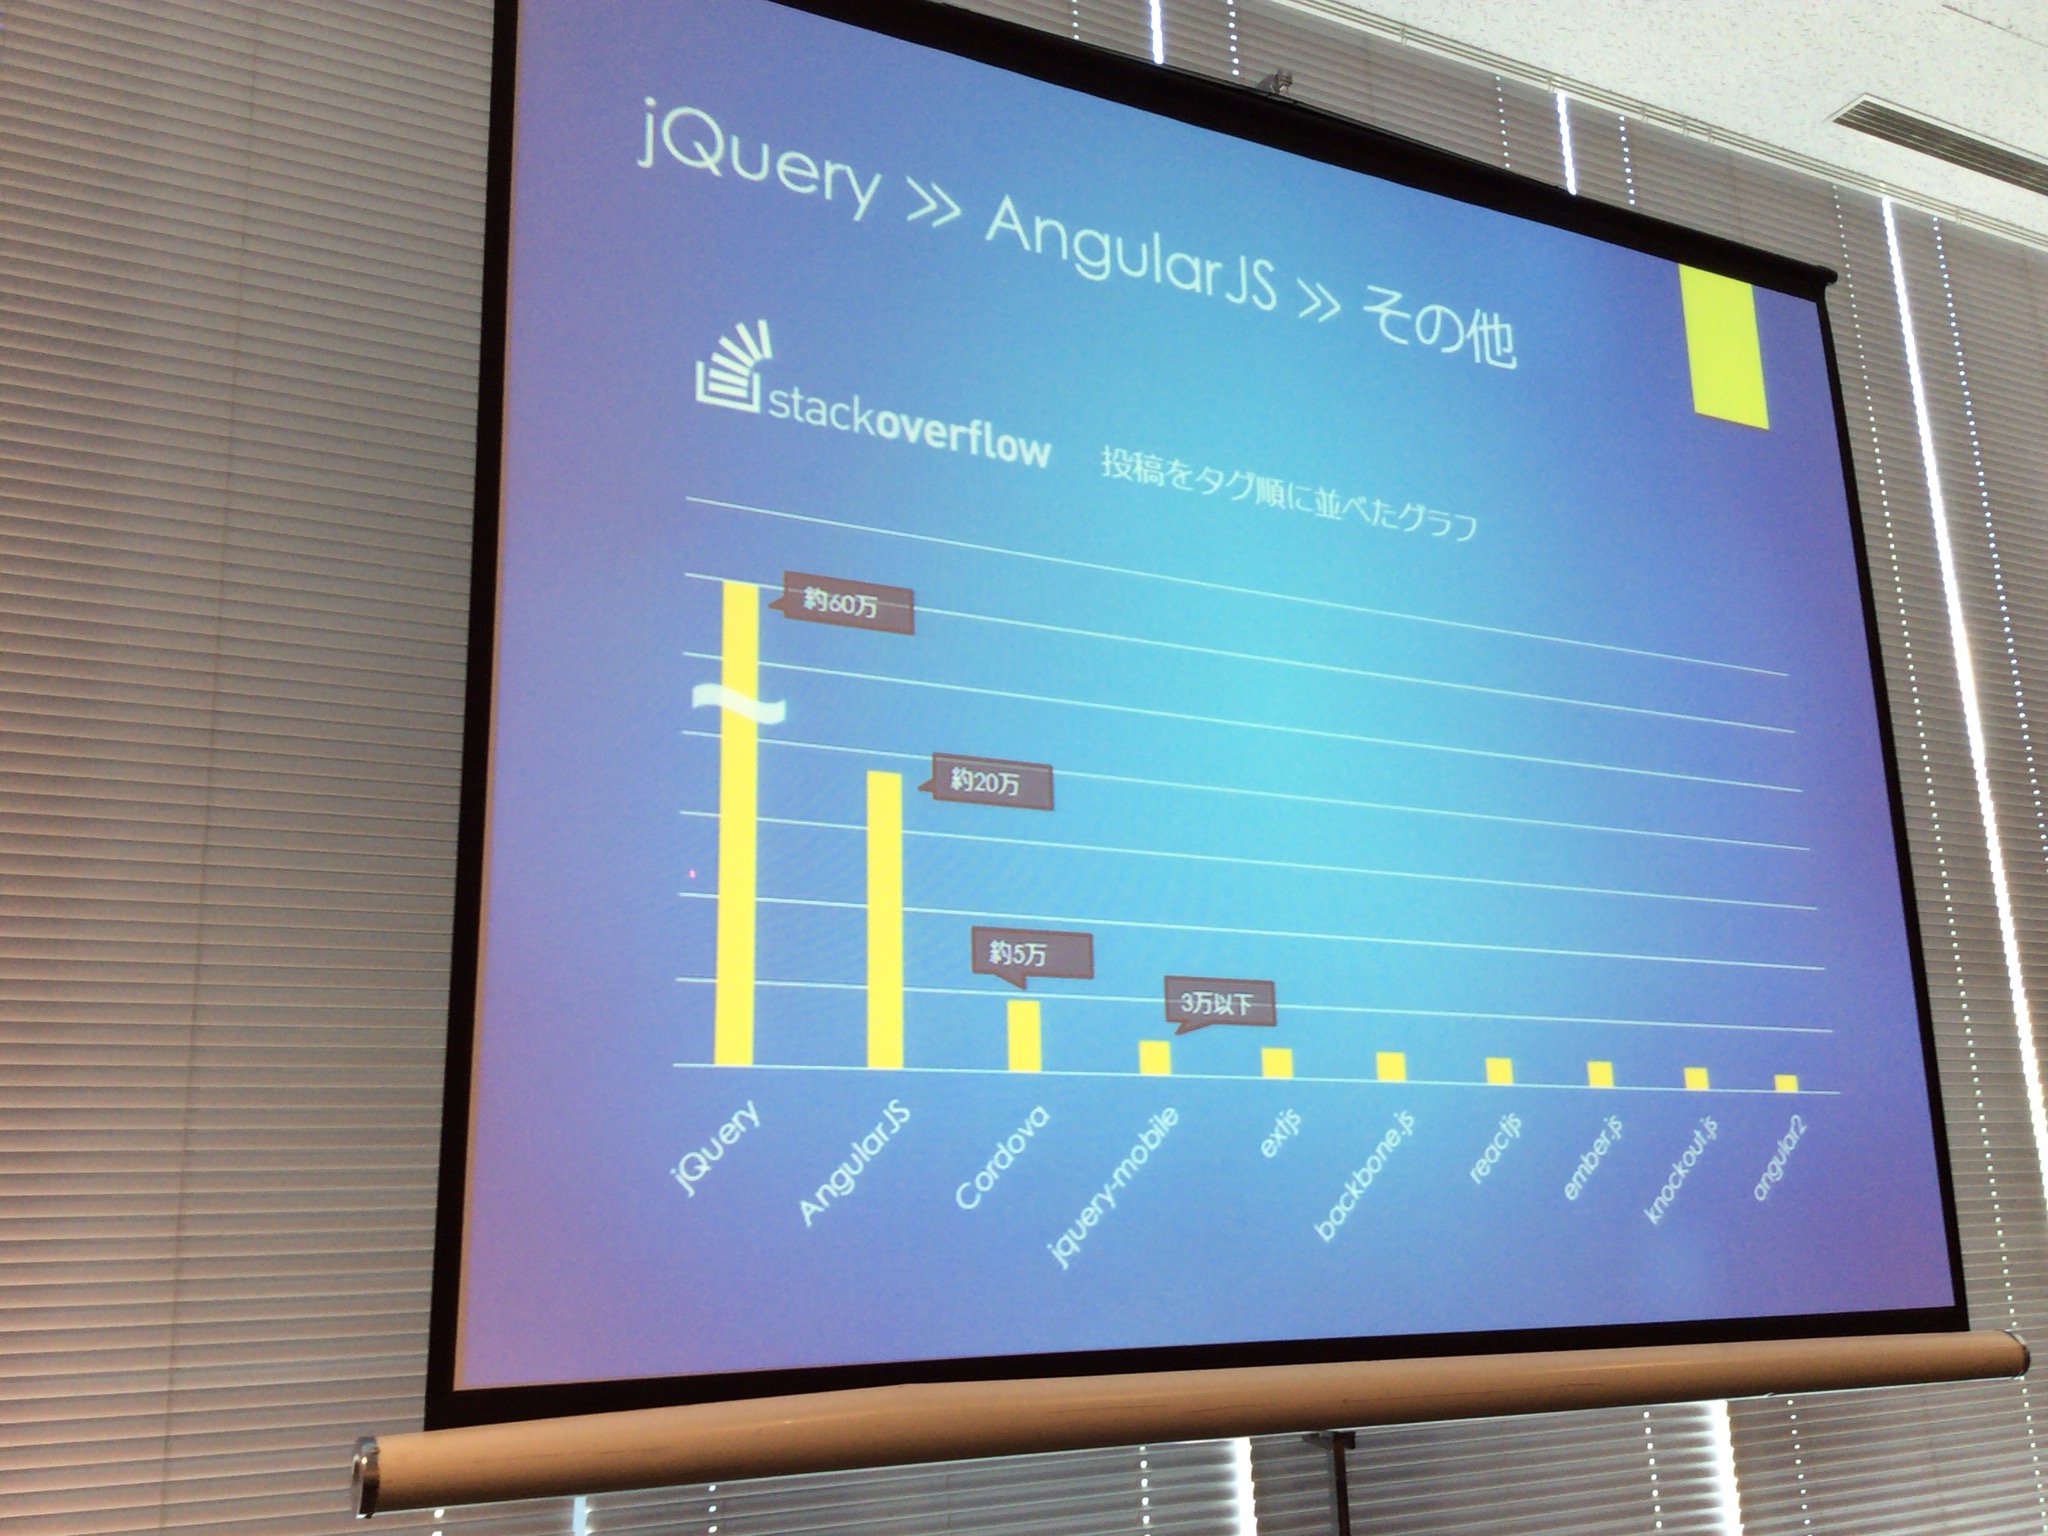 jQuery ≫ AngularJS ≫ その他
stackoverflow
投稿をタグ順に並べたグラフ
約60万
約20万
約5万
3万以下
jQuery
AngularJS
Cordova
jquery-mobile
extjs
backbone.js
reactjs
ember.js
knockout.js
angular2